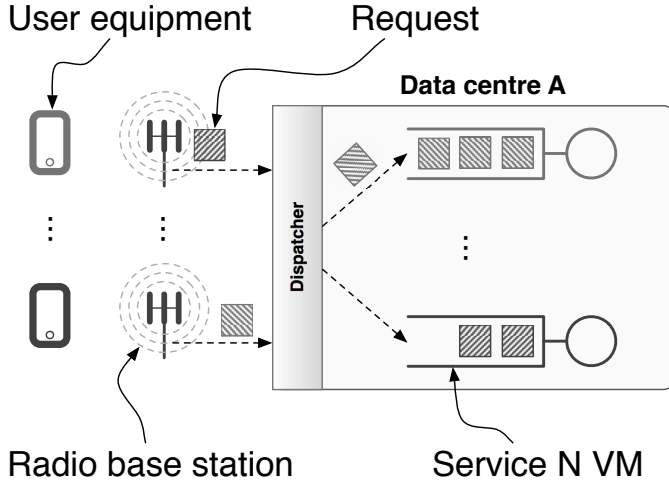 User equipment
Request
Data centre A
Dispatcher
Radio base station
Service N VM